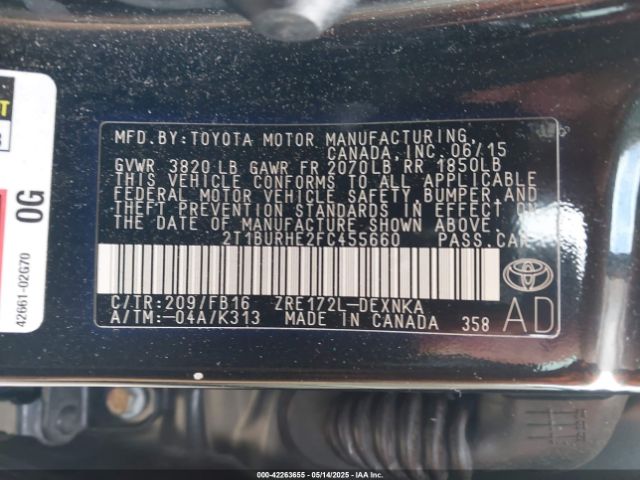 MFD.BY:TOYOTA MOTOR MANUFACTURING,
CANADA,INC. 06/15
GVWR 3820 LB GAWR FR 2070LB RR 1850LB
THIS VEHICLE CONFORMS TO ALL APPLICABLE
FEDERAL MOTOR VEHICLE SAFETY,BUMPER,AND
THEFT PREVENTION STANDARDS IN EFFECT ON
THE DATE OF MANUFACTURE SHOWN ABOVE.
2T1BURHE2FC455660 PASS.CAR
C/TR:209/FB16 ZRE172L-DEXNKA
A/TM:-04A/K313 MADE IN CANADA 358
AD
0G
42661-02G70
000-42263655 - 05/14/2025 - IAA, Inc.